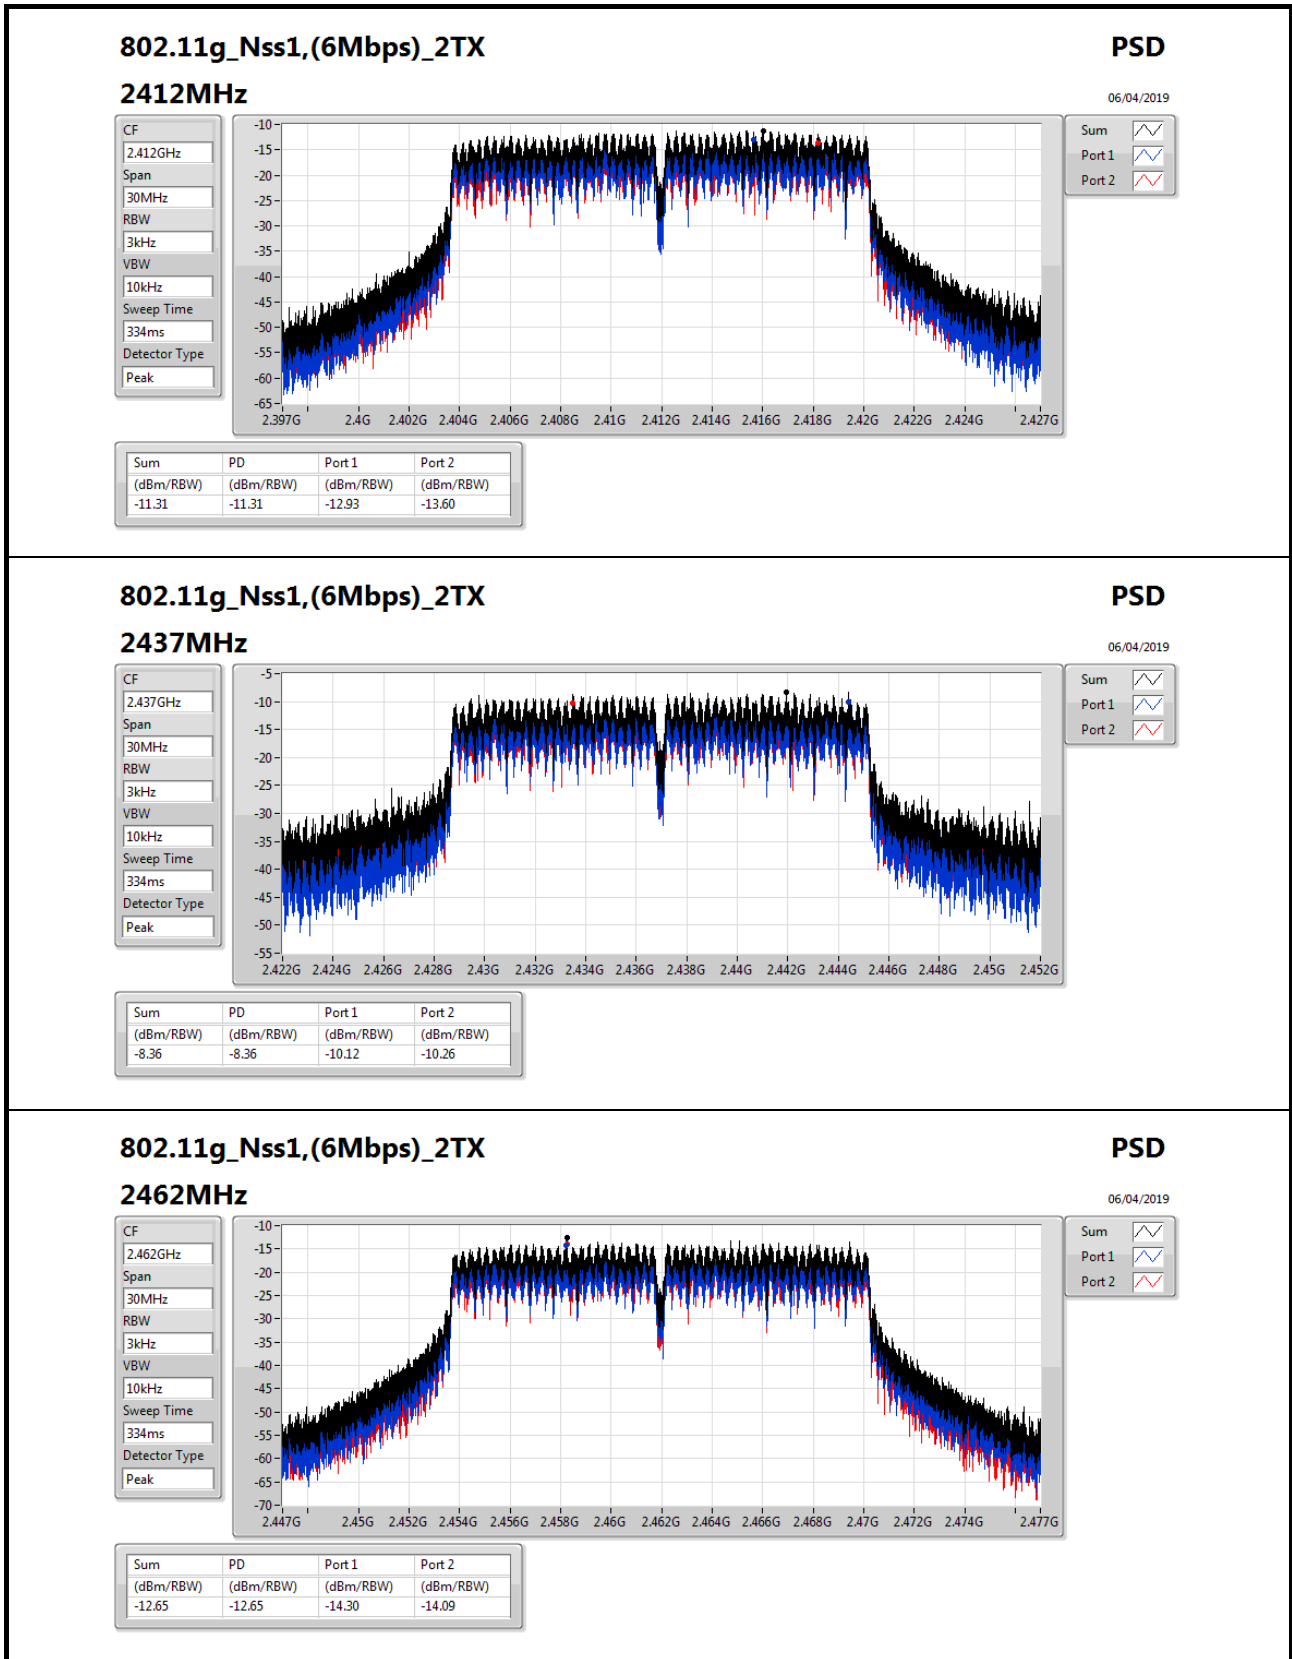 802.11g_Nss1,(6Mbps)_2TX PSD
2412MHz 06/04/2019
CF
2.412GHz
Span
30MHz
RBW
3kHz
VBW
10kHz
Sweep Time
334ms
Detector Type
Peak
-10
-15
-20
-25
-30
-35
-40
-45
-50
-55
-60
-65
2.397G 2.4G 2.402G 2.404G 2.406G 2.408G 2.41G 2.412G 2.414G 2.416G 2.418G 2.42G 2.422G 2.424G 2.427G
Sum
Port 1
Port 2
Sum PD Port 1 Port 2
(dBm/RBW) (dBm/RBW) (dBm/RBW) (dBm/RBW)
-11.31 -11.31 -12.93 -13.60
802.11g_Nss1,(6Mbps)_2TX PSD
2437MHz 06/04/2019
CF
2.437GHz
Span
30MHz
RBW
3kHz
VBW
10kHz
Sweep Time
334ms
Detector Type
Peak
-5
-10
-15
-20
-25
-30
-35
-40
-45
-50
-55
2.422G 2.424G 2.426G 2.428G 2.43G 2.432G 2.434G 2.436G 2.438G 2.44G 2.442G 2.444G 2.446G 2.448G 2.45G 2.452G
Sum
Port 1
Port 2
Sum PD Port 1 Port 2
(dBm/RBW) (dBm/RBW) (dBm/RBW) (dBm/RBW)
-8.36 -8.36 -10.12 -10.26
802.11g_Nss1,(6Mbps)_2TX PSD
2462MHz 06/04/2019
CF
2.462GHz
Span
30MHz
RBW
3kHz
VBW
10kHz
Sweep Time
334ms
Detector Type
Peak
-10
-15
-20
-25
-30
-35
-40
-45
-50
-55
-60
-65
-70
2.447G 2.45G 2.452G 2.454G 2.456G 2.458G 2.46G 2.462G 2.464G 2.466G 2.468G 2.47G 2.472G 2.474G 2.477G
Sum
Port 1
Port 2
Sum PD Port 1 Port 2
(dBm/RBW) (dBm/RBW) (dBm/RBW) (dBm/RBW)
-12.65 -12.65 -14.30 -14.09